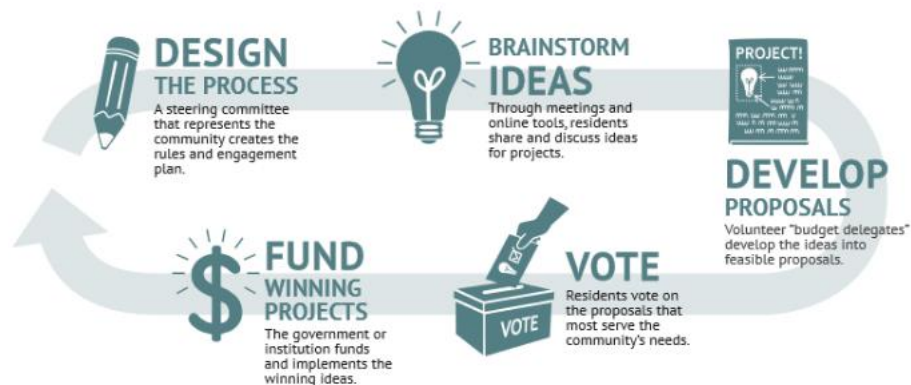 DESIGN
THE PROCESS
A steering committee
that represents the
community creates the
rules and engagement
plan.
BRAINSTORM
IDEAS
Through meetings and
online tools, residents
share and discuss ideas
for projects.
PROJECT!
DEVELOP
PROPOSALS
Volunteer "budget delegates"
develop the ideas into
feasible proposals.
VOTE
Residents vote on
the proposals that
most serve the
community's needs.
VOTE
FUND
WINNING
PROJECTS
The government or
institution funds
and implements the
winning ideas.